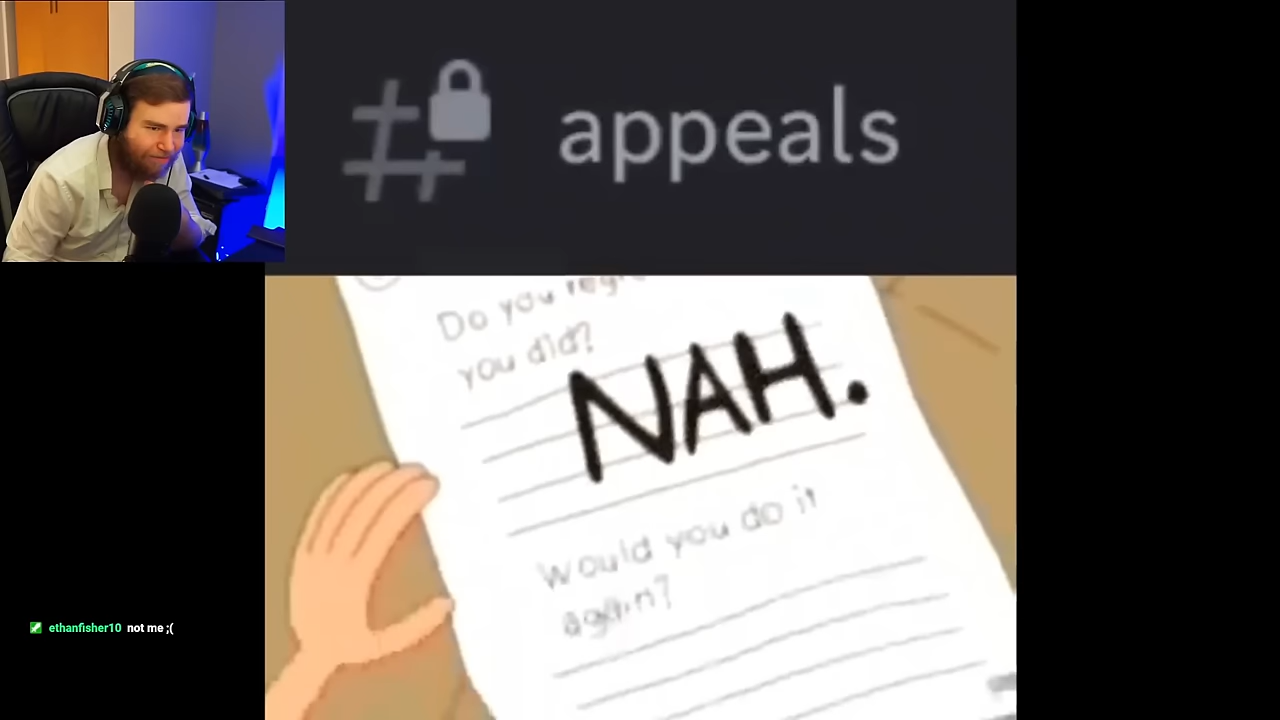 appeals
Do you
you did?
NAH.
Would you do it
again?
ethanfisher10 not me ;(